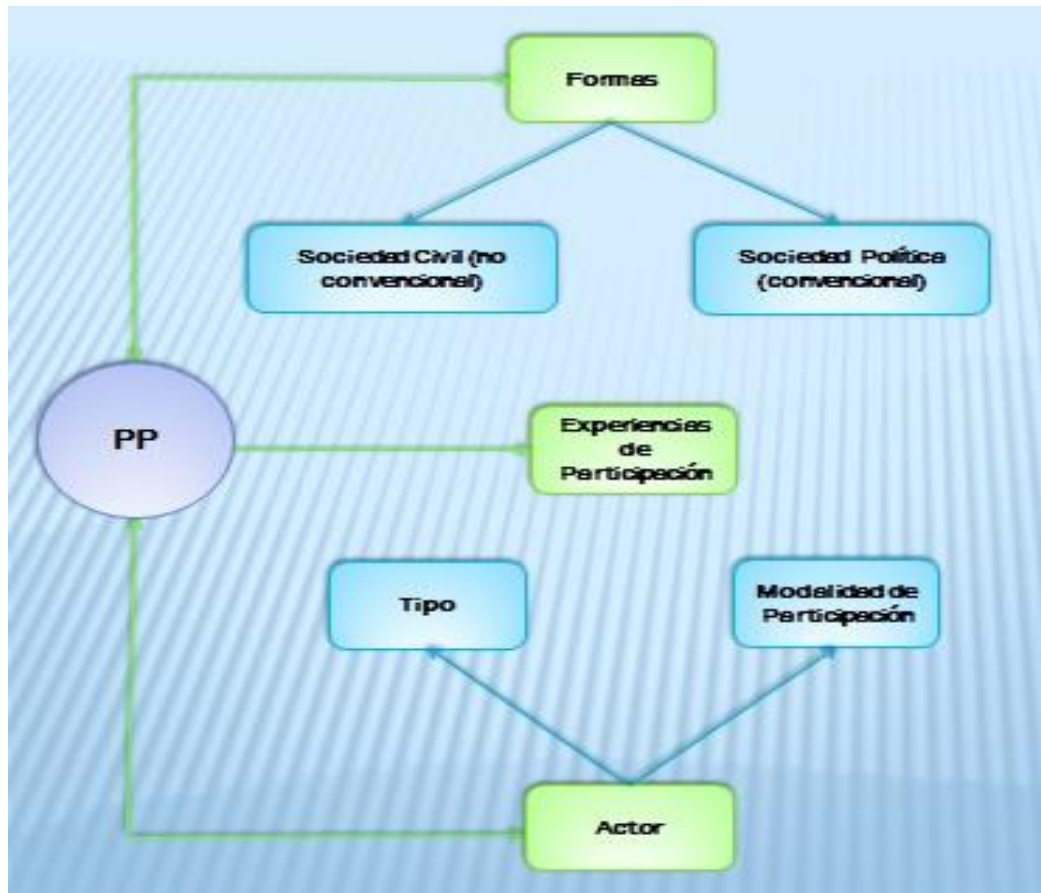 Formas
Sociedad Civil (no
convencional)
Sociedad Política
(convencional)
PP
Experiencias
de
Participación
Tipo
Modalidad de
Participación
Actor